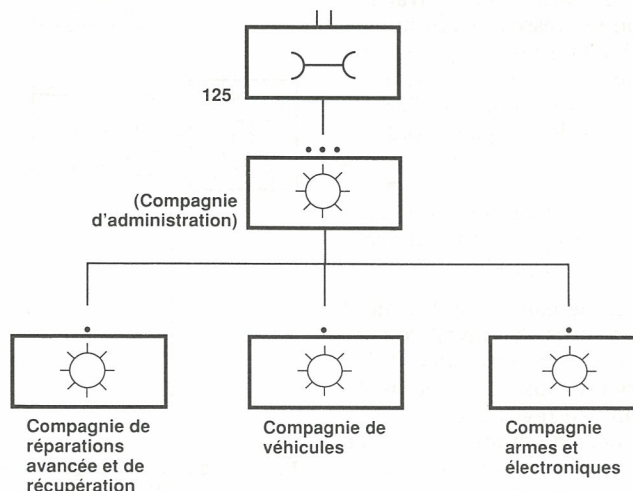 125
(Compagnie
d'administration)
Compagnie de
réparations
avancée et de
récupération
Compagnie de
véhicules
Compagnie
armes et
électroniques